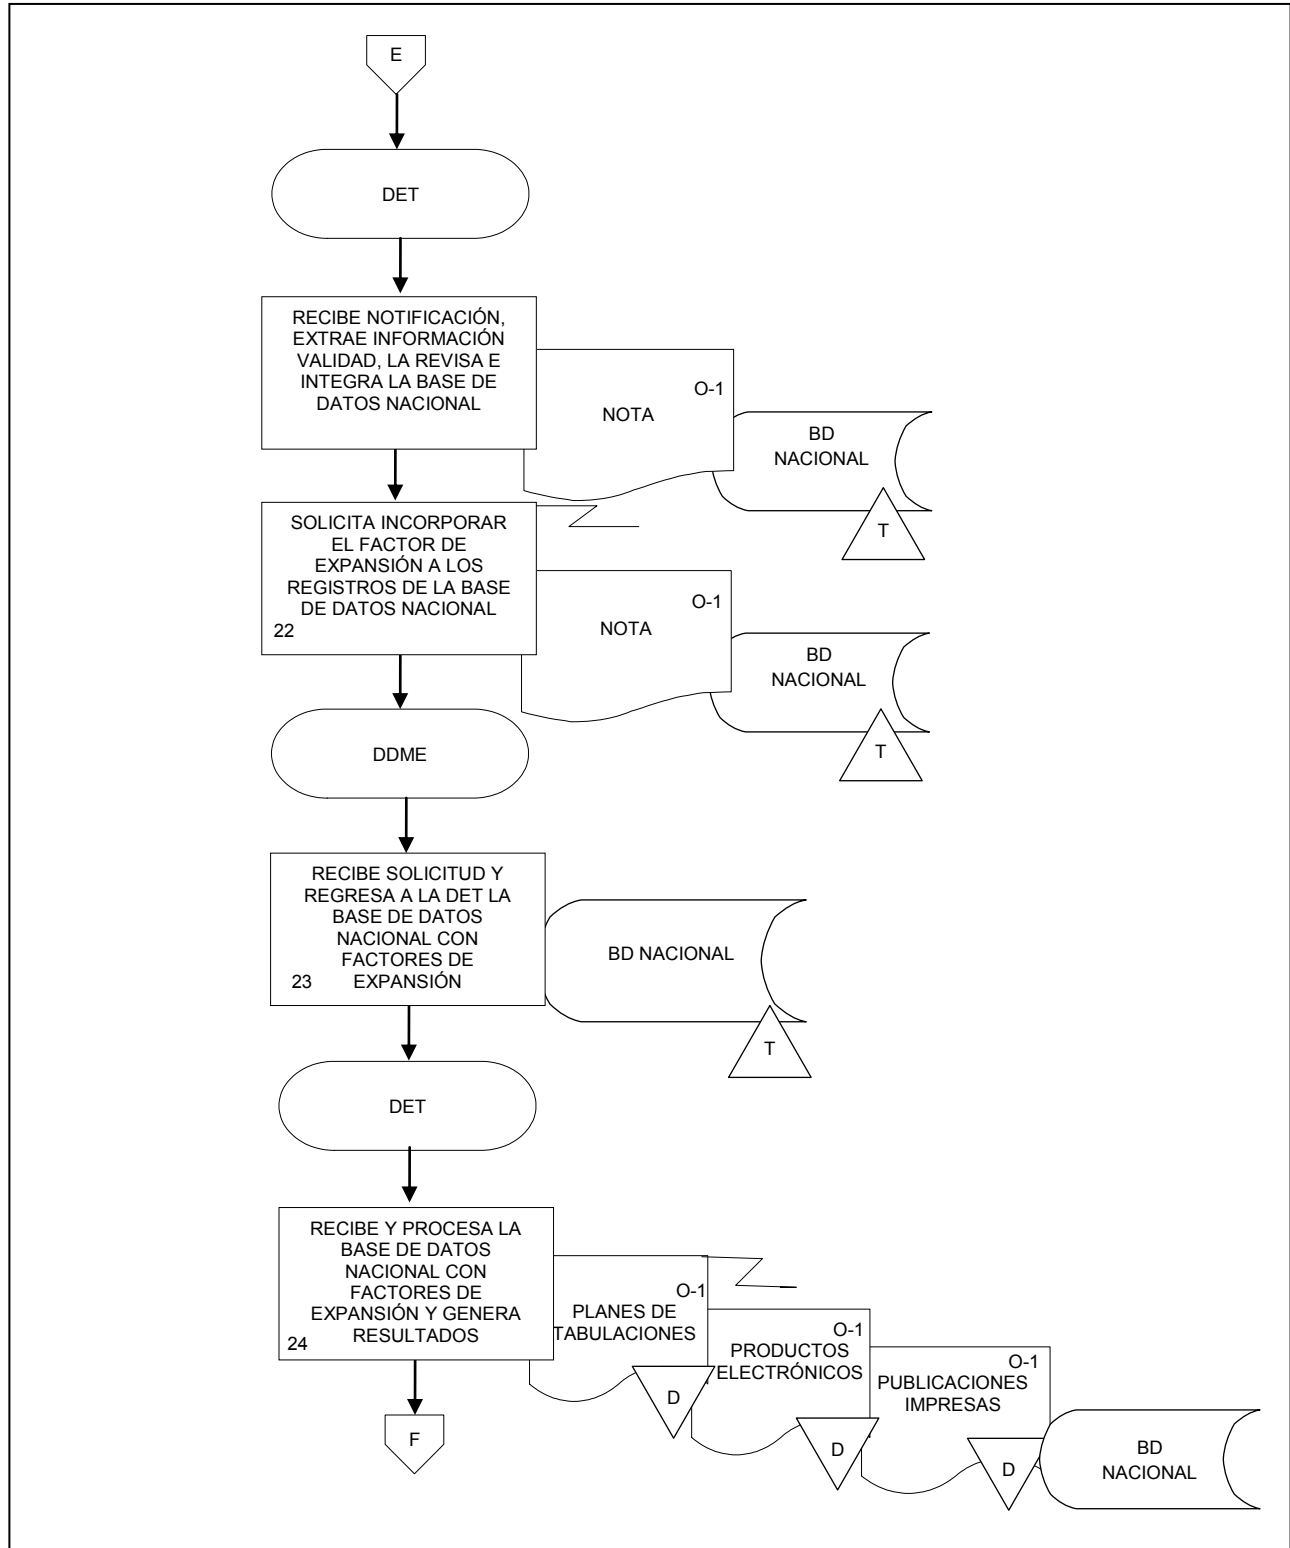 E
DET
RECIBE NOTIFICACIÓN,
EXTRAE INFORMACIÓN
VALIDAD, LA REVISA E
INTEGRA LA BASE DE
DATOS NACIONAL
O-1
NOTA
BD
NACIONAL
T
SOLICITA INCORPORAR
EL FACTOR DE
EXPANSIÓN A LOS
REGISTROS DE LA BASE
DE DATOS NACIONAL
22
O-1
NOTA
BD
NACIONAL
T
DDME
RECIBE SOLICITUD Y
REGRESA A LA DET LA
BASE DE DATOS
NACIONAL CON
FACTORES DE
EXPANSIÓN
23
BD NACIONAL
T
DET
RECIBE Y PROCESA LA
BASE DE DATOS
NACIONAL CON
FACTORES DE
EXPANSIÓN Y GENERA
RESULTADOS
24
O-1
PLANES DE
TABULACIONES
D
O-1
PRODUCTOS
ELECTRÓNICOS
D
O-1
PUBLICACIONES
IMPRESAS
D
BD
NACIONAL
F